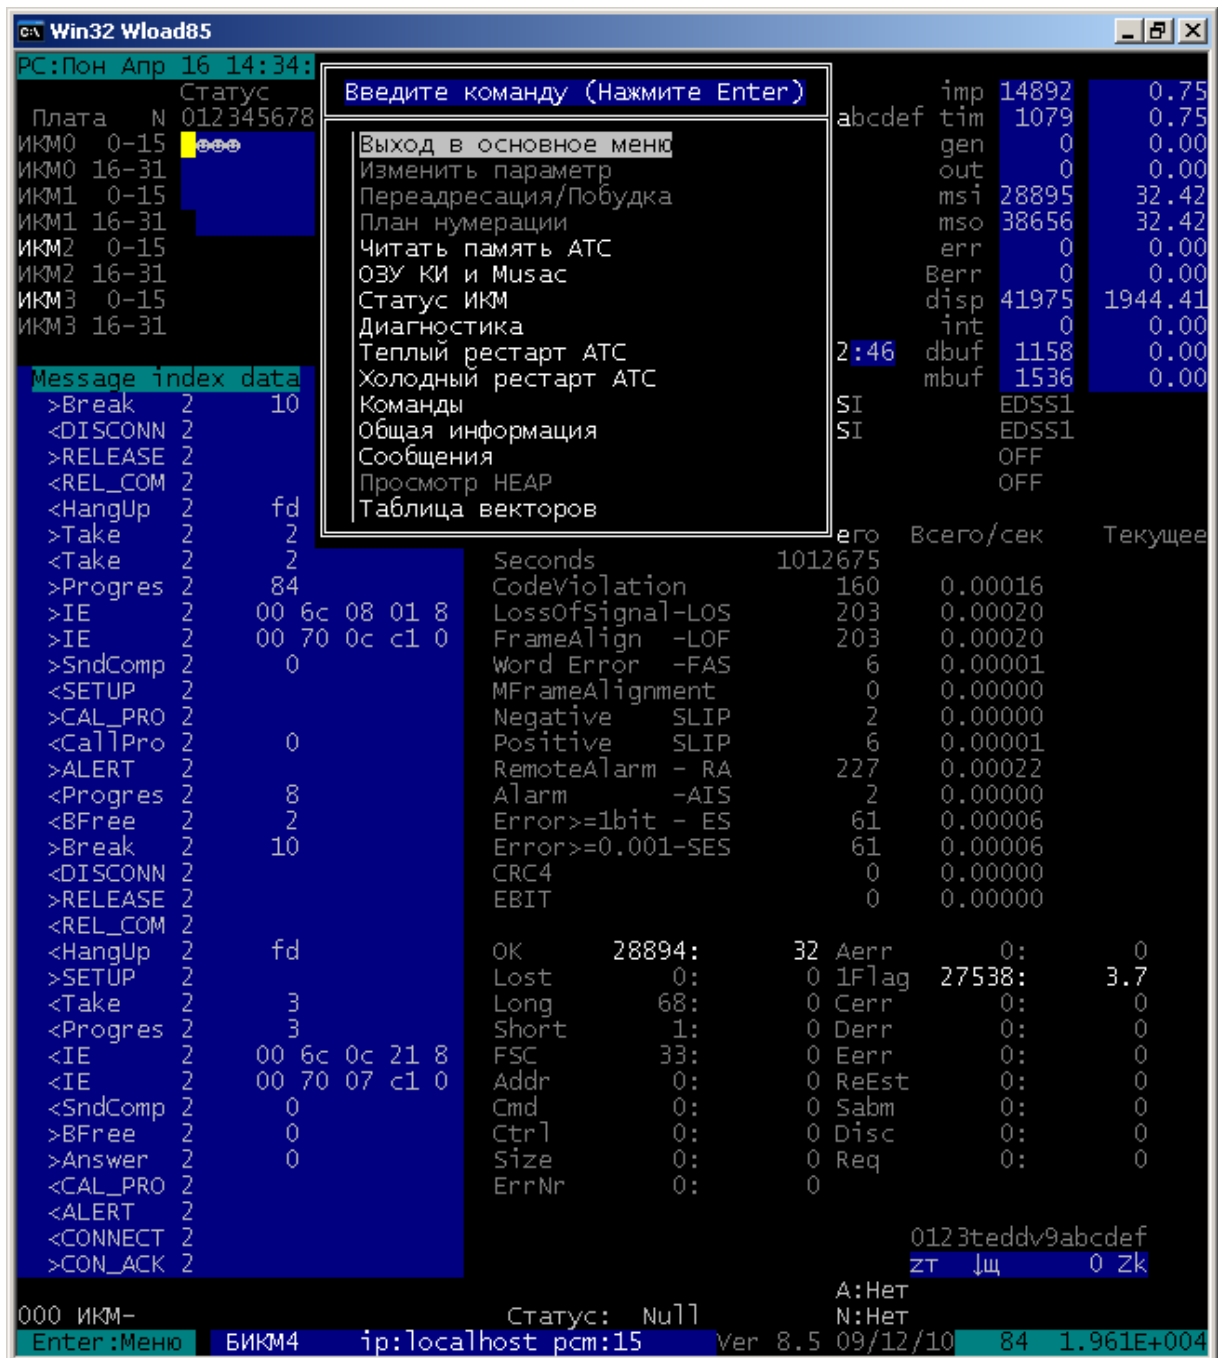 Win32 Wload85
PC:Пон Апр 16 14:34:
Статус Введите команду (Нажмите Enter) imp 14892 0.75
Плата N 012345678 abcdef tim 1079 0.75
ИКМ0 0-15 Выход в основное меню gen 0 0.00
ИКМ0 16-31 Изменить параметр out 0 0.00
ИКМ1 0-15 Переадресация/Побудка msi 28895 32.42
ИКМ1 16-31 План нумерации mso 38656 32.42
ИКМ2 0-15 Читать память АТС err 0 0.00
ИКМ2 16-31 ОЗУ КИ и Musac Berr 0 0.00
ИКМ3 0-15 Статус ИКМ disp 41975 1944.41
ИКМ3 16-31 Диагностика int 0 0.00
Теплый рестарт АТС 2:46 dbuf 1158 0.00
Message index data Холодный рестарт АТС mbuf 1536 0.00
>Break 2 10 Команды SI EDSS1
<DISCONN 2 Общая информация SI EDSS1
>RELEASE 2 Сообщения OFF
<REL_COM 2 Просмотр HEAP OFF
<HangUp 2 fd Таблица векторов
>Take 2 2 его Всего/сек Текущее
<Take 2 2 Seconds 1012675
>Progres 2 84 CodeViolation 160 0.00016
>IE 2 00 6c 08 01 8 LossOfSignal-LOS 203 0.00020
>IE 2 00 70 0c c1 0 FrameAlign -LOF 203 0.00020
>SndComp 2 0 Word Error -FAS 6 0.00001
<SETUP 2 MFrameAlignment 0 0.00000
>CAL_PRO 2 Negative SLIP 2 0.00000
<CallPro 2 0 Positive SLIP 6 0.00001
>ALERT 2 RemoteAlarm - RA 227 0.00022
<Progres 2 8 Alarm -AIS 2 0.00000
<BFree 2 2 Error>=1bit - ES 61 0.00006
>Break 2 10 Error>=0.001-SES 61 0.00006
<DISCONN 2 CRC4 0 0.00000
>RELEASE 2 EBIT 0 0.00000
<REL_COM 2
<HangUp 2 fd OK 28894: 32 Aerr 0: 0
>SETUP 2 Lost 0: 0 1Flag 27538: 3.7
<Take 2 3 Long 68: 0 Cerr 0: 0
<Progres 2 3 Short 1: 0 Derr 0: 0
<IE 2 00 6c 0c 21 8 FSC 33: 0 Eerr 0: 0
<IE 2 00 70 07 c1 0 Addr 0: 0 ReEst 0: 0
<SndComp 2 0 Cmd 0: 0 Sabm 0: 0
>BFree 2 0 Ctrl 0: 0 Disc 0: 0
>Answer 2 0 Size 0: 0 Req 0: 0
<CAL_PRO 2 ErrNr 0: 0
<ALERT 2
<CONNECT 2 0123teddv9abcdef
>CON_ACK 2 zт ↓щ 0 Zk
А:Нет
000 ИКМ- Статус: Null N:Нет
Enter:Меню БИКМ4 ip:localhost pcm:15 Ver 8.5 09/12/10 84 1.961E+004